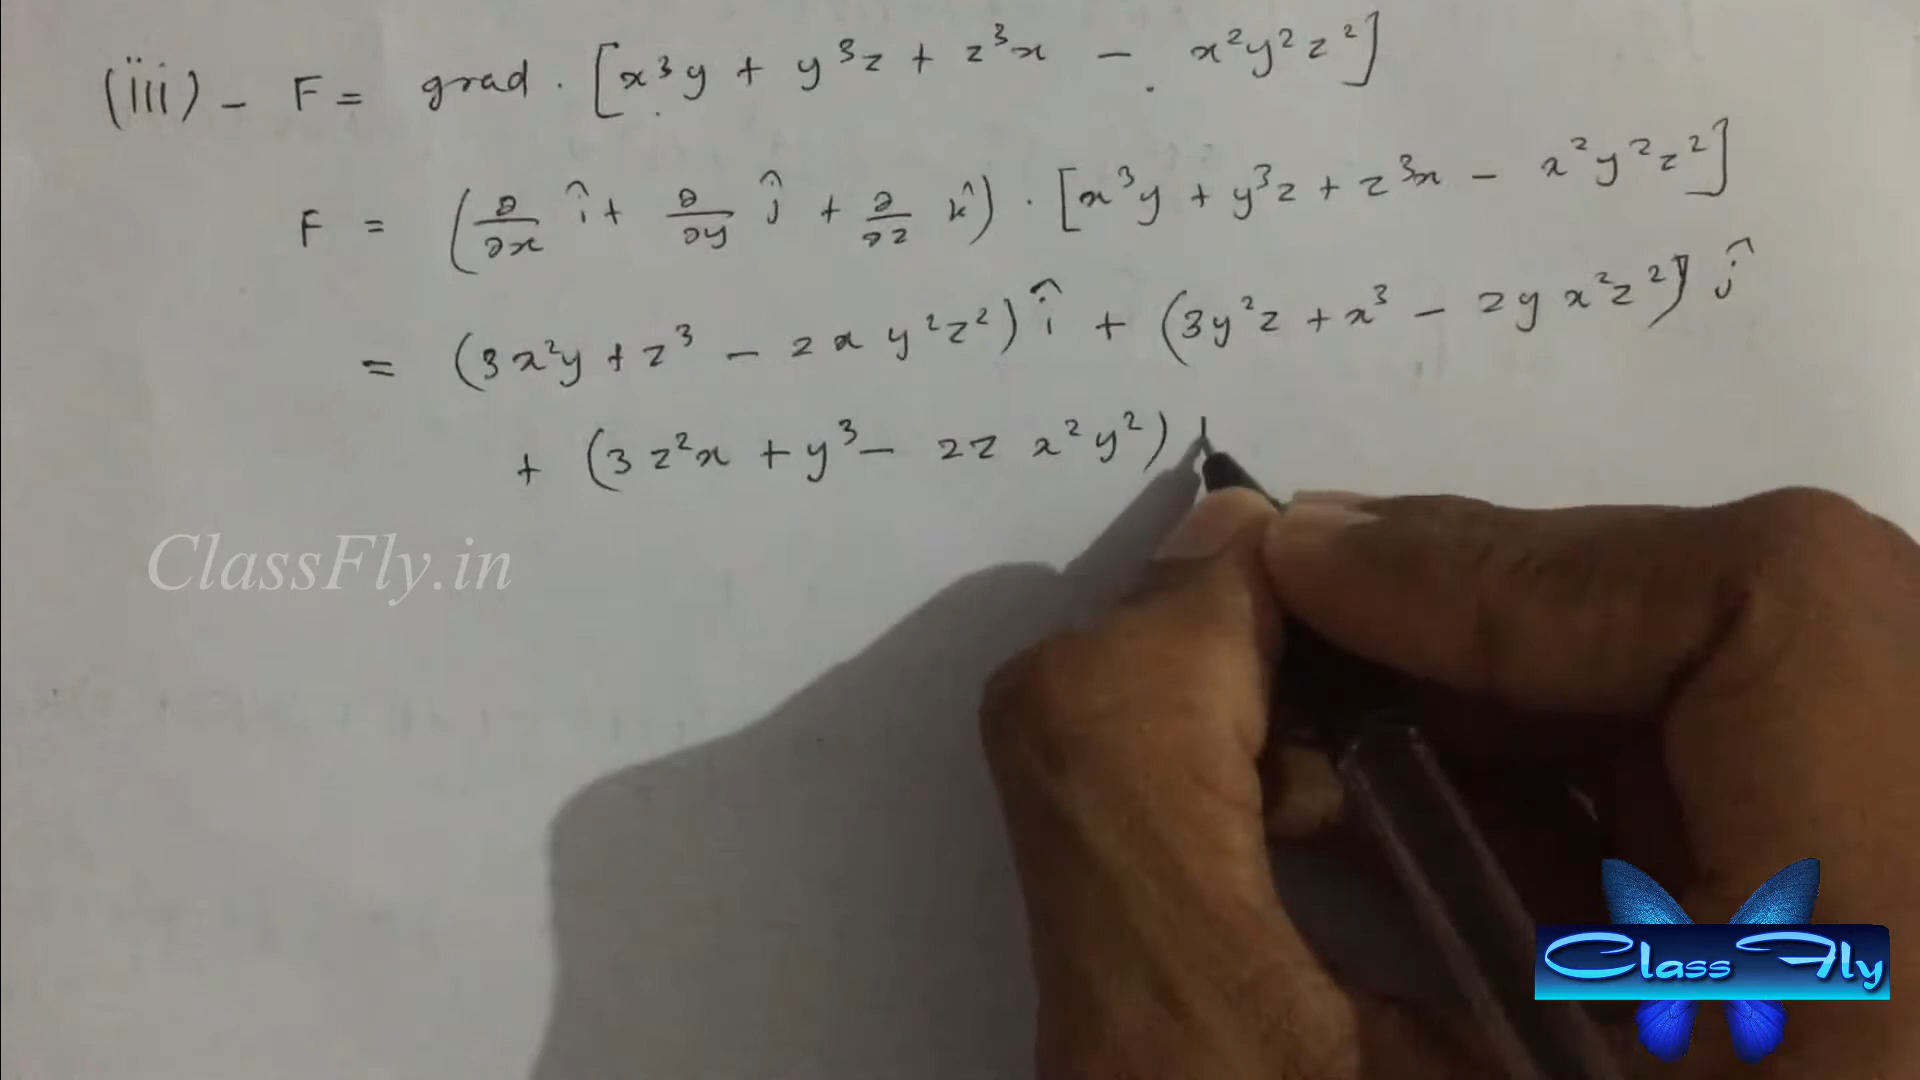 (iii) - F = grad . [x³y + y³z + z³x - x²y²z²]
F = (∂/∂x î + ∂/∂y ĵ + ∂/∂z k̂) . [x³y + y³z + z³x - x²y²z²]
= (3x²y + z³ - 2x y²z²) î + (3y²z + x³ - 2y x²z²) ĵ
+ (3z²x + y³ - 2z x²y²)
ClassFly.in
Class Fly